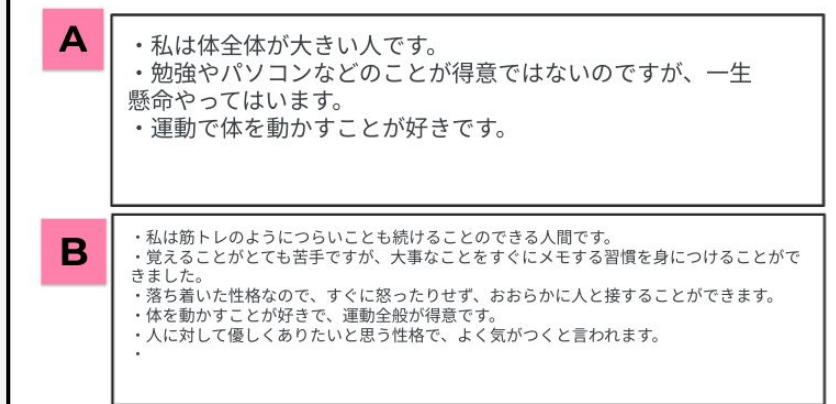 A
・私は体全体が大きい人です。
・勉強やパソコンなどのことが得意ではないのですが、一生
懸命やってはいます。
・運動で体を動かすことが好きです。
B
・私は筋トレのようにつらいことも続けることのできる人間です。
・覚えることがとても苦手ですが、大事なことをすぐにメモする習慣を身につけることがで
きました。
・落ち着いた性格なので、すぐに怒ったりせず、おおらかに人と接することができます。
・体を動かすことが好きで、運動全般が得意です。
・人に対して優しくありたいと思う性格で、よく気がつくと言われます。
・